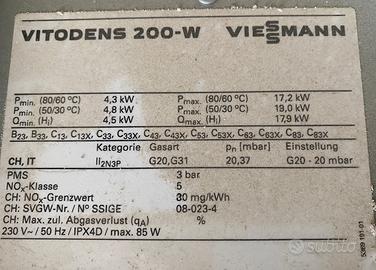 VITODENS 200-W VIESSMANN
Pmin. (80/60 °C) 4,3 kW Pmax. (80/60 °C) 17,2 kW
Pmin. (50/30 °C) 4,8 kW Pmax. (50/30 °C) 19,0 kW
Qmin. (Hi) 4,5 kW Qmax. (Hi) 17,9 kW
B23, B33, C13, C13X, C33, C33X, C43, C43X, C53, C53X, C63, C63X, C83, C83X
Kategorie Gasart pn [mbar] Einstellung
CH, IT II2N3P G20,G31 20,37 G20 - 20 mbar
PMS 3 bar
NOx-Klasse 5
CH: NOx-Grenzwert 30 mg/kWh
CH: SVGW-Nr. / N° SSIGE 08-023-4
CH: Max. zul. Abgasverlust (qA) %
230 V~ / 50 Hz / IPX4D / max. 85 W
5369 191-01
subito